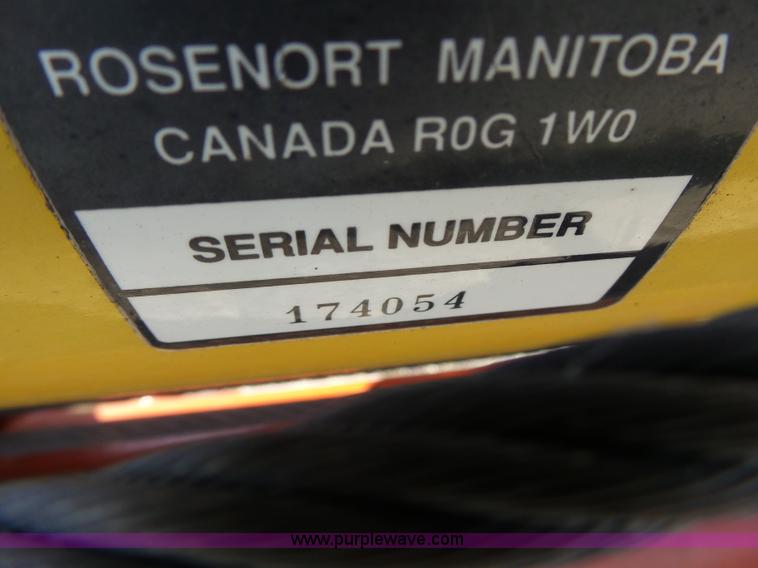 ROSENORT MANITOBA
CANADA R0G 1W0
SERIAL NUMBER
174054
www.purplewave.com